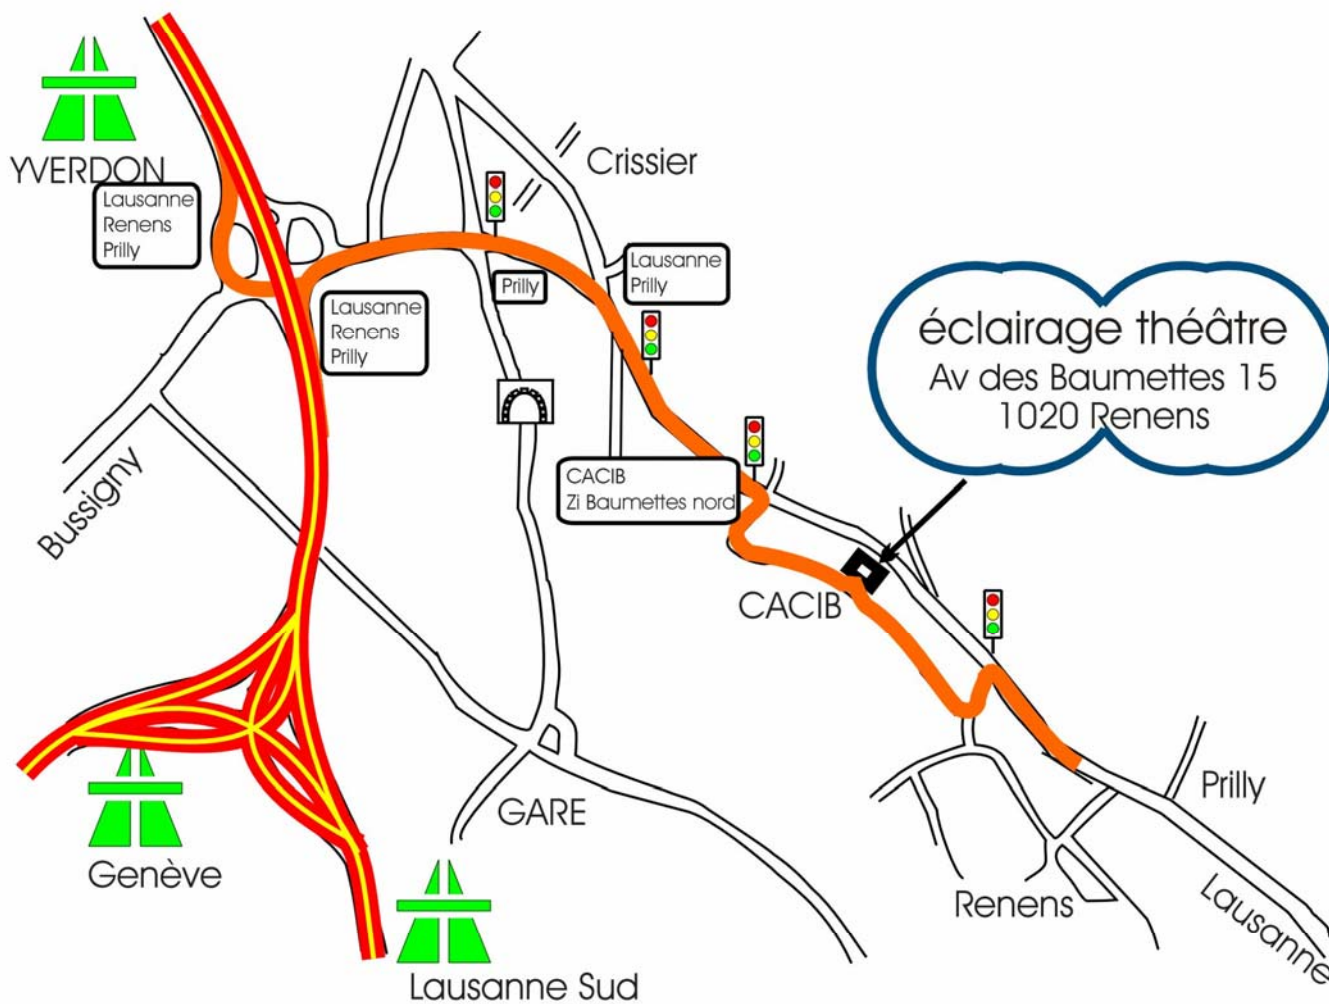 YVERDON
Lausanne
Renens
Prilly
Crissier
Lausanne
Prilly
Prilly
Lausanne
Renens
Prilly
éclairage théâtre
Av des Baumettes 15
1020 Renens
Bussigny
CACIB
Zi Baumettes nord
CACIB
GARE
Prilly
Genève
Renens
Lausanne
Lausanne Sud